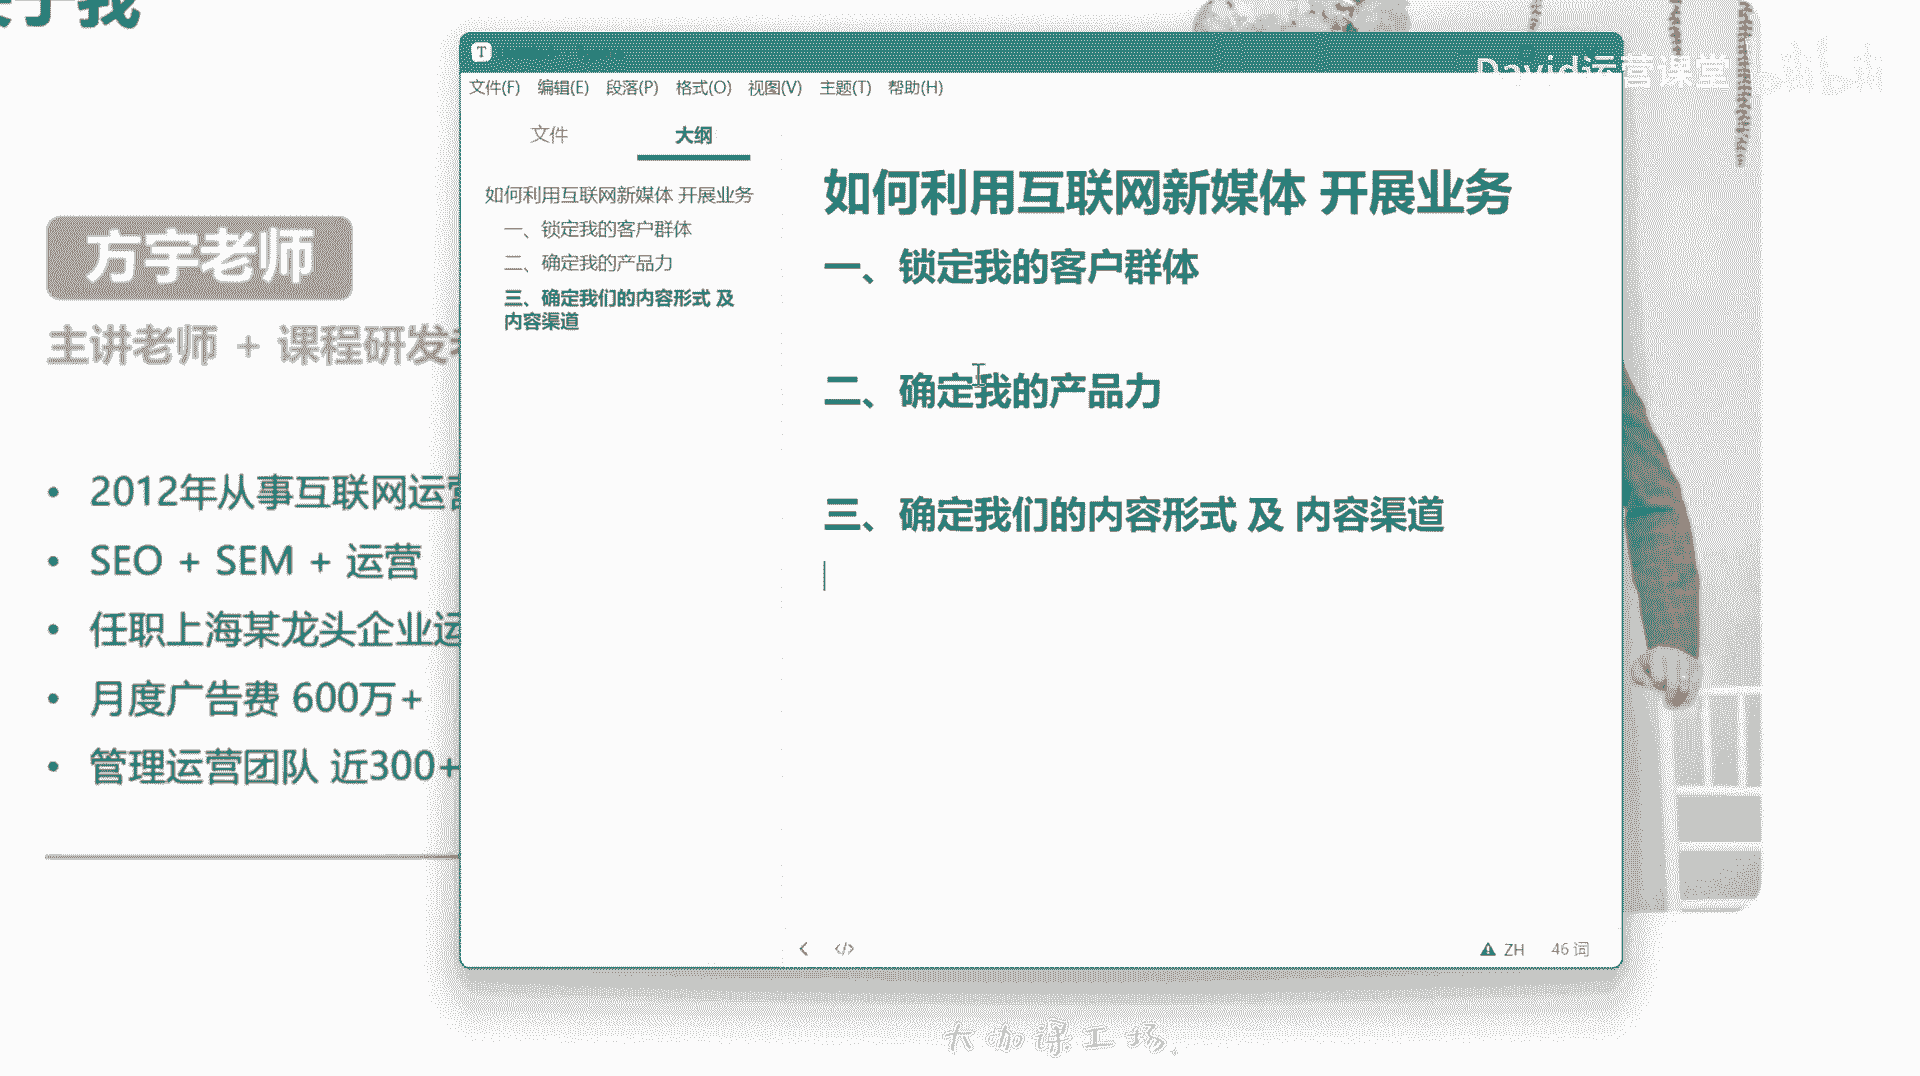 于我
David运营课堂
T
文件(F) 编辑(E) 段落(P) 格式(O) 视图(V) 主题(T) 帮助(H)
文件 大纲
如何利用互联网新媒体 开展业务
一、锁定我的客户群体
二、确定我的产品力
三、确定我们的内容形式 及
内容渠道
如何利用互联网新媒体 开展业务
一、锁定我的客户群体
二、确定我的产品力
三、确定我们的内容形式 及 内容渠道
ZH 46 词
方宇老师
主讲老师 + 课程研发
• 2012年从事互联网运营
• SEO + SEM + 运营
• 任职上海某龙头企业运
• 月度广告费 600万+
• 管理运营团队 近300+
大咖课工场.